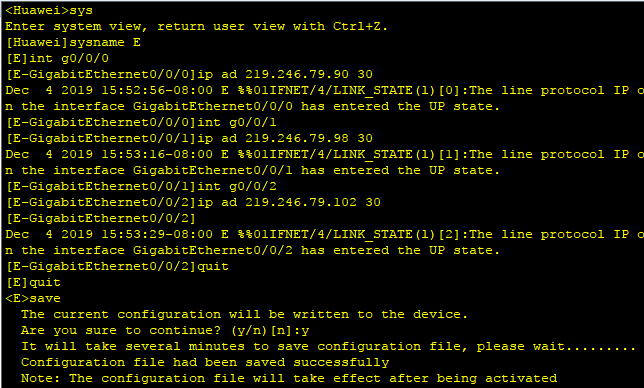 <Huawei>sys
Enter system view, return user view with Ctrl+Z.
[Huawei]sysname E
[E]int g0/0/0
[E-GigabitEthernet0/0/0]ip ad 219.246.79.90 30
Dec  4 2019 15:52:56-08:00 E %%01IFNET/4/LINK_STATE(l)[0]:The line protocol IP o
n the interface GigabitEthernet0/0/0 has entered the UP state.
[E-GigabitEthernet0/0/0]int g0/0/1
[E-GigabitEthernet0/0/1]ip ad 219.246.79.98 30
Dec  4 2019 15:53:16-08:00 E %%01IFNET/4/LINK_STATE(l)[1]:The line protocol IP o
n the interface GigabitEthernet0/0/1 has entered the UP state.
[E-GigabitEthernet0/0/1]int g0/0/2
[E-GigabitEthernet0/0/2]ip ad 219.246.79.102 30
[E-GigabitEthernet0/0/2]
Dec  4 2019 15:53:29-08:00 E %%01IFNET/4/LINK_STATE(l)[2]:The line protocol IP o
n the interface GigabitEthernet0/0/2 has entered the UP state.
[E-GigabitEthernet0/0/2]quit
[E]quit
<E>save
  The current configuration will be written to the device.
  Are you sure to continue? (y/n)[n]:y
  It will take several minutes to save configuration file, please wait.........
  Configuration file had been saved successfully
  Note: The configuration file will take effect after being activated